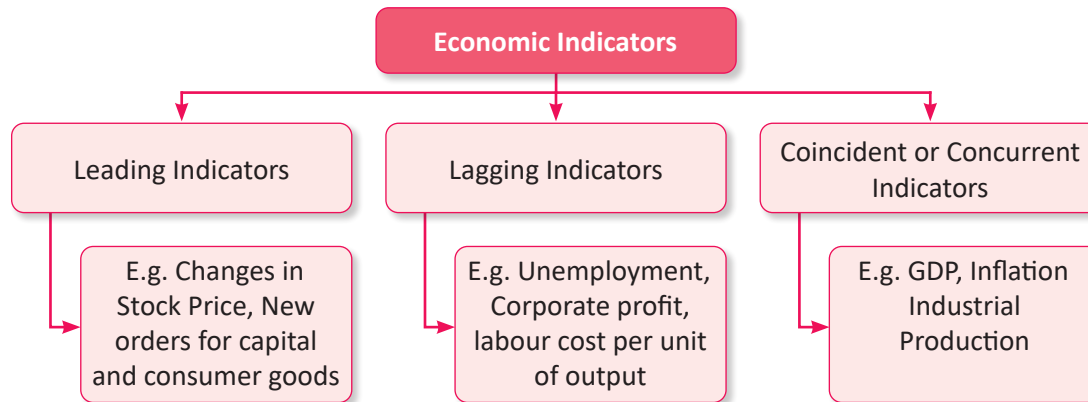 Economic Indicators
Leading Indicators
Lagging Indicators
Coincident or Concurrent
Indicators
E.g. Changes in
Stock Price, New
orders for capital
and consumer goods
E.g. Unemployment,
Corporate profit,
labour cost per unit
of output
E.g. GDP, Inflation
Industrial
Production